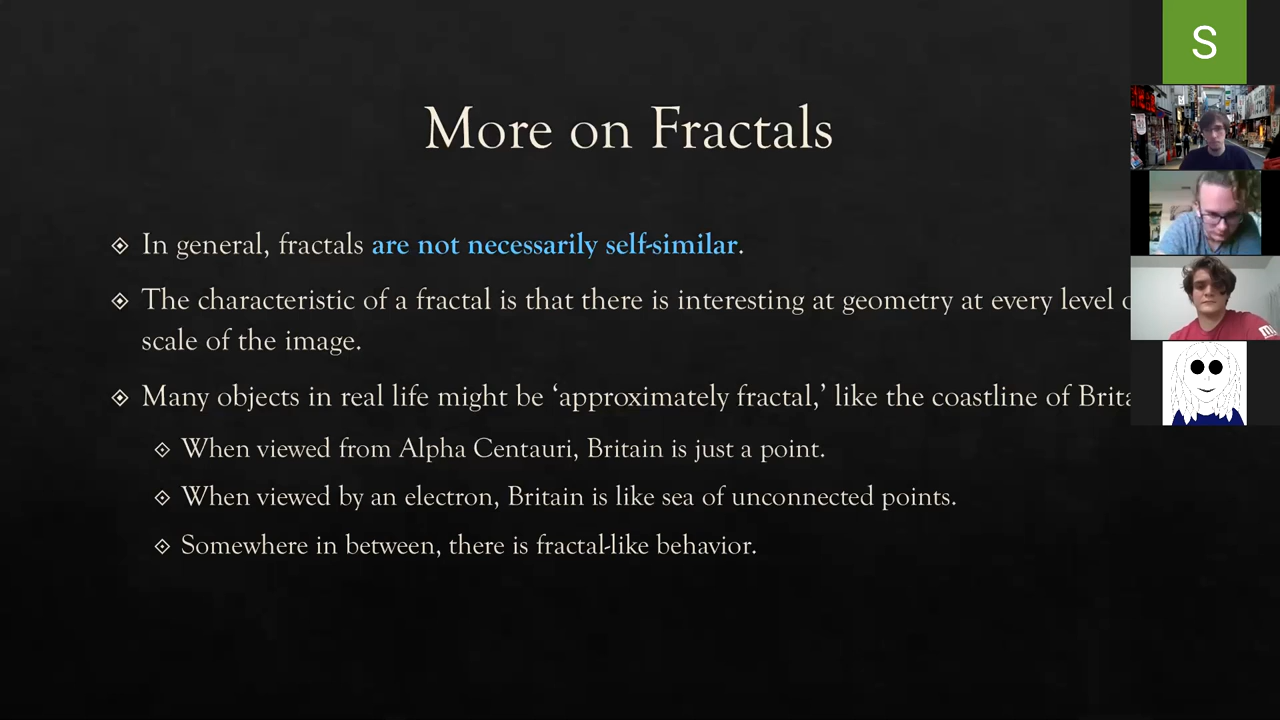 More on Fractals
In general, fractals are not necessarily self-similar.
The characteristic of a fractal is that there is interesting at geometry at every level
scale of the image.
Many objects in real life might be ‘approximately fractal,’ like the coastline of Brita
When viewed from Alpha Centauri, Britain is just a point.
When viewed by an electron, Britain is like sea of unconnected points.
Somewhere in between, there is fractal-like behavior.
S